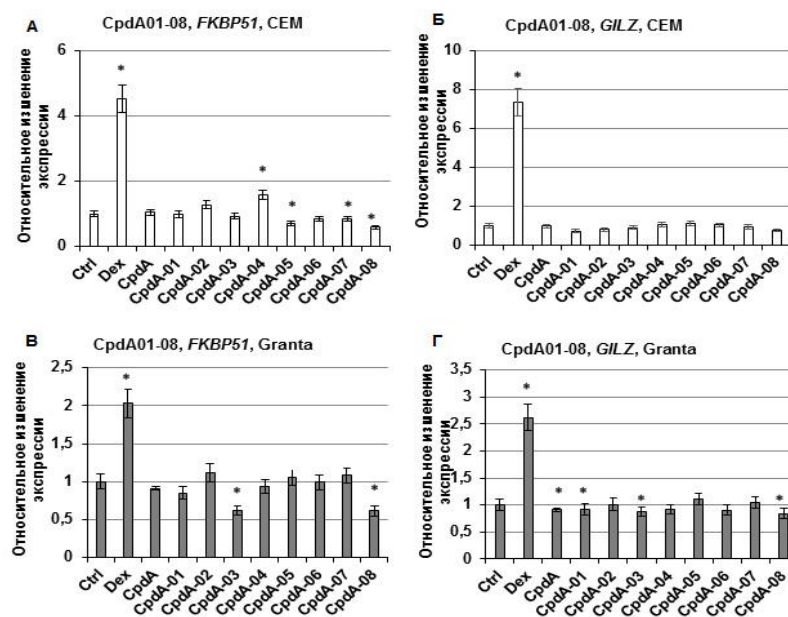 А
CpdA01-08, FKBP51, CEM
Относительное изменение
экспрессии
6
4
2
0
*
*
*
*
*
Ctrl
Dex
CpdA
CpdA-01
CpdA-02
CpdA-03
CpdA-04
CpdA-05
CpdA-06
CpdA-07
CpdA-08
Б
CpdA01-08, GILZ, CEM
Относительное изменение
экспрессии
10
8
6
4
2
0
*
Ctrl
Dex
CpdA
CpdA-01
CpdA-02
CpdA-03
CpdA-04
CpdA-05
CpdA-06
CpdA-07
CpdA-08
В
CpdA01-08, FKBP51, Granta
Относительное изменение
экспрессии
2,5
2
1,5
1
0,5
0
*
*
*
Ctrl
Dex
CpdA
CpdA-01
CpdA-02
CpdA-03
CpdA-04
CpdA-05
CpdA-06
CpdA-07
CpdA-08
Г
CpdA01-08, GILZ, Granta
Относительное изменение
экспрессии
3,5
3
2,5
2
1,5
1
0,5
0
*
*
*
*
*
Ctrl
Dex
CpdA
CpdA-01
CpdA-02
CpdA-03
CpdA-04
CpdA-05
CpdA-06
CpdA-07
CpdA-08